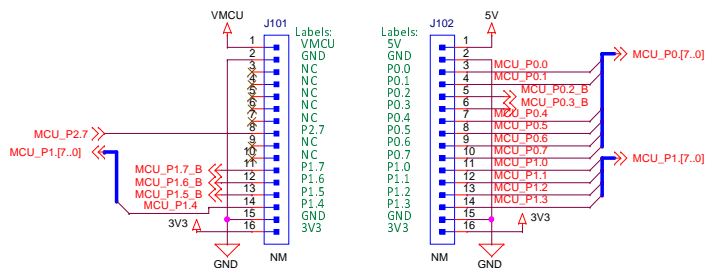 VMCU J101 J102 5V
Labels: Labels:
1 VMCU 5V 1
2 GND GND 2 MCU_P0.[7..0]
3 NC P0.0 3 MCU_P0.0
4 NC P0.1 4 MCU_P0.1
5 NC P0.2 5 MCU_P0.2_B
6 NC P0.3 6 MCU_P0.3_B
7 NC P0.4 7 MCU_P0.4
MCU_P2.7 8 P2.7 P0.5 8 MCU_P0.5
9 NC P0.6 9 MCU_P0.6
MCU_P1.[7..0] 10 NC P0.7 10 MCU_P0.7 MCU_P1.[7..0]
MCU_P1.7_B 11 P1.7 P1.0 11 MCU_P1.0
MCU_P1.6_B 12 P1.6 P1.1 12 MCU_P1.1
MCU_P1.5_B 13 P1.5 P1.2 13 MCU_P1.2
MCU_P1.4 14 P1.4 P1.3 14 MCU_P1.3
15 GND GND 15
3V3 16 3V3 3V3 16 3V3
GND NM NM GND